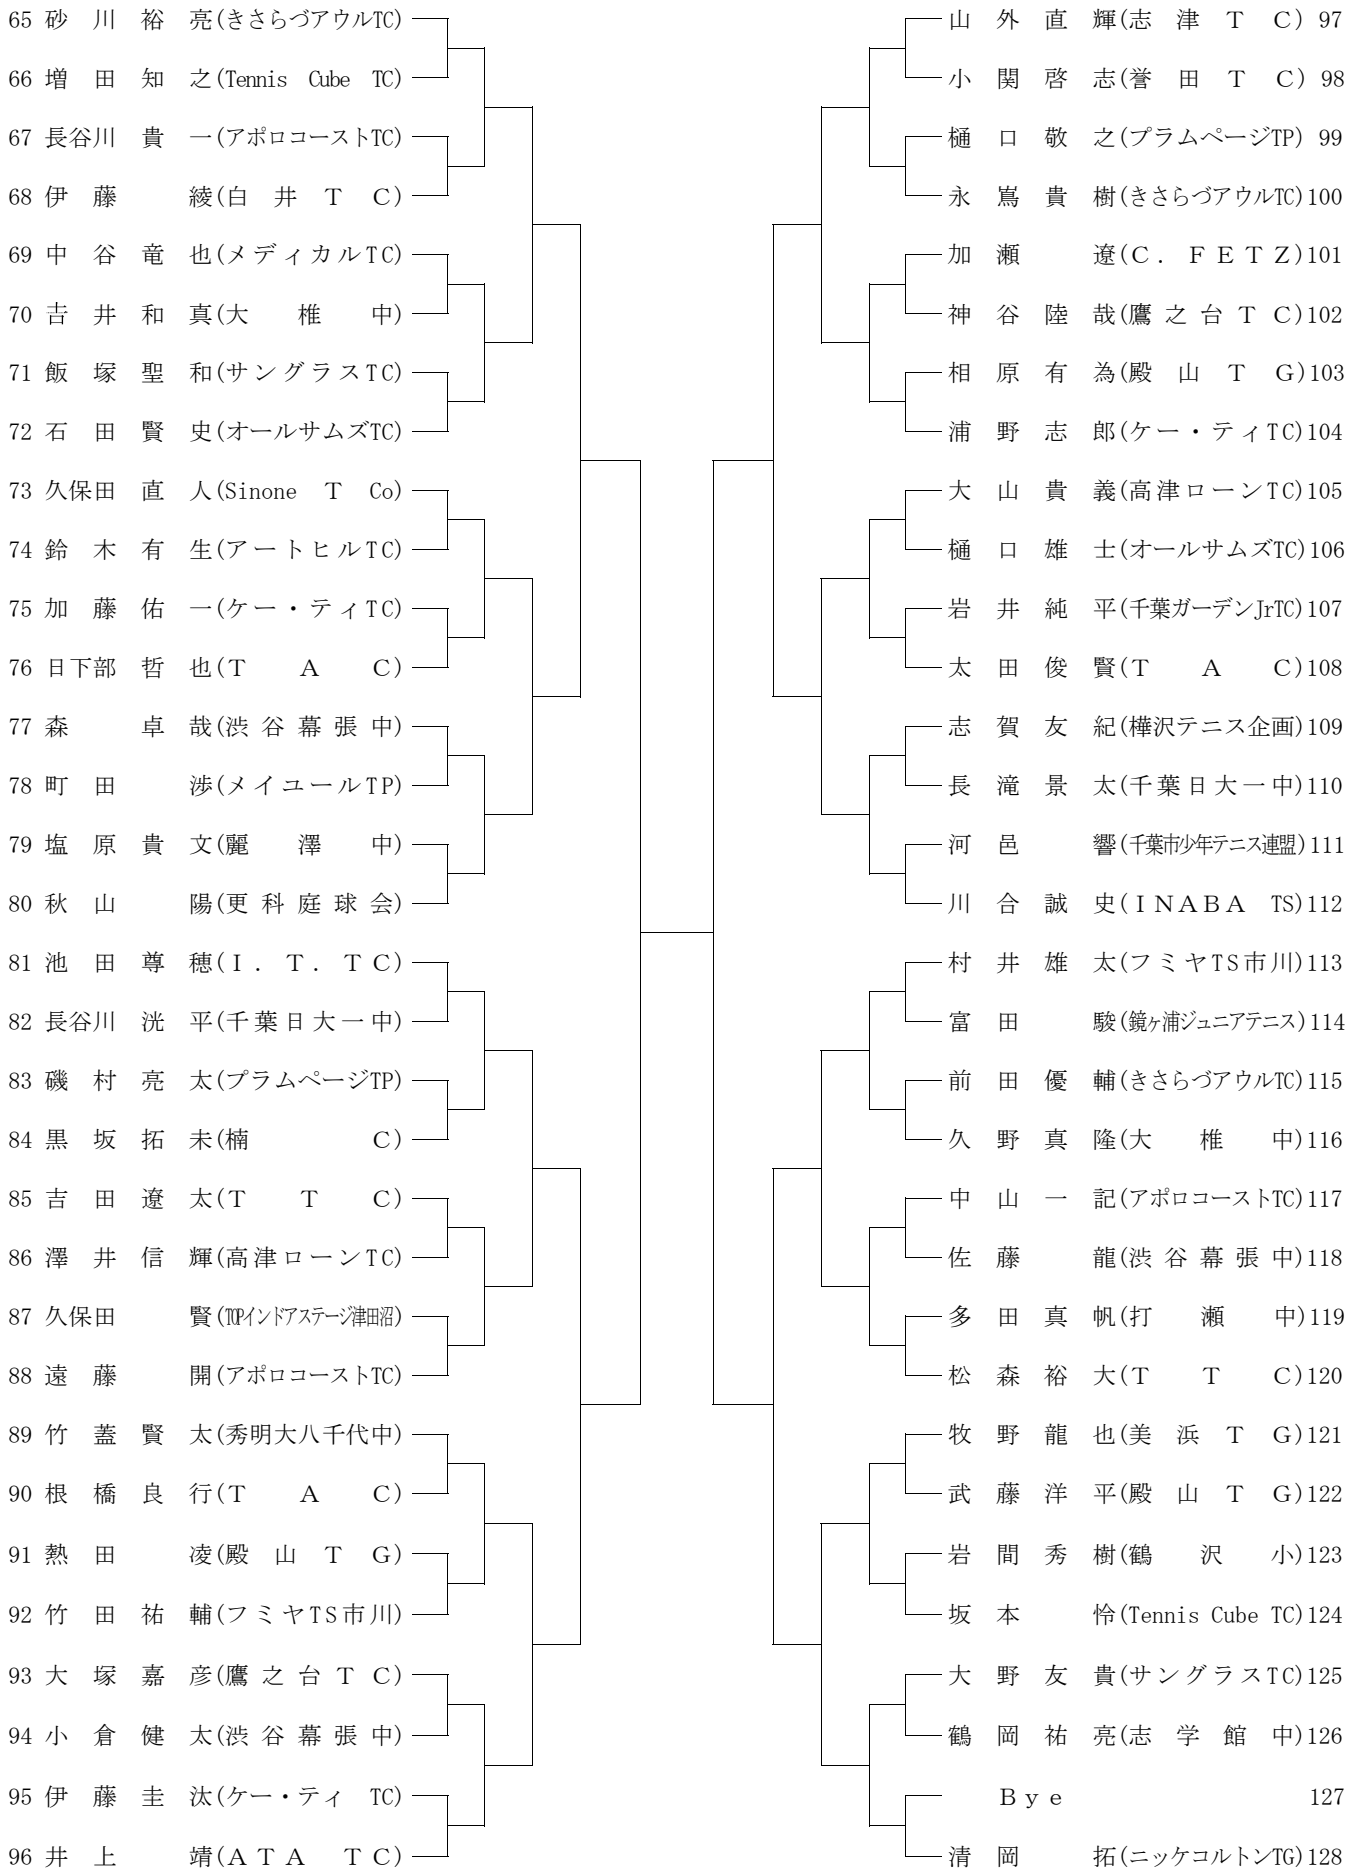 65 砂川裕亮(きさらづアウルTC)
66 増田知之(Tennis Cube TC)
67 長谷川貴一(アポロコーストTC)
68 伊藤綾(白井TC)
69 中谷竜也(メディカルTC)
70 吉井和真(大椎中)
71 飯塚聖和(サングラスTC)
72 石田賢史(オールサムズTC)
73 久保田直人(Sinone T Co)
74 鈴木有生(アートヒルTC)
75 加藤佑一(ケー・ティTC)
76 日下部哲也(TAC)
77 森卓哉(渋谷幕張中)
78 町田渉(メイユールTP)
79 塩原貴文(麗澤中)
80 秋山陽(更科庭球会)
81 池田尊穂(I.T.TC)
82 長谷川洸平(千葉日大一中)
83 磯村亮太(プラムページTP)
84 黒坂拓未(楠C)
85 吉田遼太(TTC)
86 澤井信輝(高津ローンTC)
87 久保田賢(TOPインドアステージ津田沼)
88 遠藤開(アポロコーストTC)
89 竹蓋賢太(秀明大八千代中)
90 根橋良行(TAC)
91 熱田凌(殿山TG)
92 竹田祐輔(フミヤTS市川)
93 大塚嘉彦(鷹之台TC)
94 小倉健太(渋谷幕張中)
95 伊藤圭汰(ケー・ティ TC)
96 井上靖(ATA TC)
山外直輝(志津TC) 97
小関啓志(誉田TC) 98
樋口敬之(プラムページTP) 99
永嶌貴樹(きさらづアウルTC)100
加瀬遼(C.FETZ)101
神谷陸哉(鷹之台TC)102
相原有為(殿山TG)103
浦野志郎(ケー・ティTC)104
大山貴義(高津ローンTC)105
樋口雄士(オールサムズTC)106
岩井純平(千葉ガーデンJrTC)107
太田俊賢(TAC)108
志賀友紀(樺沢テニス企画)109
長滝景太(千葉日大一中)110
河邑響(千葉市少年テニス連盟)111
川合誠史(INABA TS)112
村井雄太(フミヤTS市川)113
富田駿(鏡ヶ浦ジュニアテニス)114
前田優輔(きさらづアウルTC)115
久野真隆(大椎中)116
中山一記(アポロコーストTC)117
佐藤龍(渋谷幕張中)118
多田真帆(打瀬中)119
松森裕大(TTC)120
牧野龍也(美浜TG)121
武藤洋平(殿山TG)122
岩間秀樹(鶴沢小)123
坂本怜(Tennis Cube TC)124
大野友貴(サングラスTC)125
鶴岡祐亮(志学館中)126
Bye 127
清岡拓(ニッケコルトンTG)128